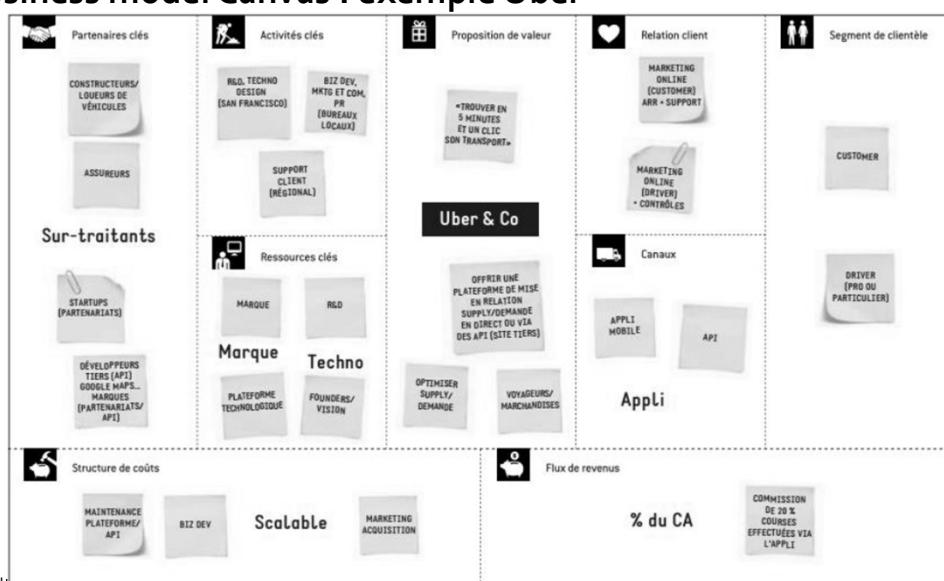 Business Model Canvas : exemple Uber
Partenaires clés
CONSTRUCTEURS/
LOUEURS DE
VÉHICULES
ASSUREURS
Sur-traitants
STARTUPS
(PARTENARIATS)
DÉVELOPPEURS
TIERS (API)
GOOGLE MAPS...
MARQUES
(PARTENARIATS/
API)
Activités clés
R&D, TECHNO
DESIGN
(SAN FRANCISCO)
BIZ DEV,
MKTG ET COM,
PR
(BUREAUX
LOCAUX)
SUPPORT
CLIENT
(RÉGIONAL)
Ressources clés
MARQUE
R&D
Marque
Techno
PLATEFORME
TECHNOLOGIQUE
FOUNDERS/
VISION
Proposition de valeur
«TROUVER EN
5 MINUTES
ET UN CLIC
SON TRANSPORT»
Uber & Co
OFFRIR UNE
PLATEFORME DE MISE
EN RELATION
SUPPLY/DEMANDE
EN DIRECT OU VIA
DES API (SITE TIERS)
OPTIMISER
SUPPLY/
DEMANDE
VOYAGEURS/
MARCHANDISES
Relation client
MARKETING
ONLINE
(CUSTOMER)
ARR + SUPPORT
MARKETING
ONLINE
(DRIVER)
+ CONTRÔLES
Canaux
APPLI
MOBILE
API
Appli
Segment de clientèle
CUSTOMER
DRIVER
(PRO OU
PARTICULIER)
Structure de coûts
MAINTENANCE
PLATEFORME/
API
BIZ DEV
Scalable
MARKETING
ACQUISITION
Flux de revenus
% du CA
COMMISSION
DE 20 %
COURSES
EFFECTUÉES VIA
L'APPLI